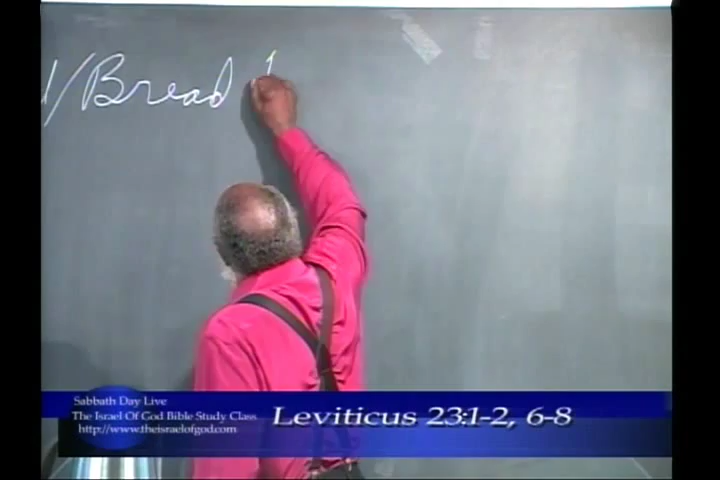 /Bread
Sabbath Day Live
The Israel Of God Bible Study Class
http://www.theisraelofgod.com
Leviticus 23:1-2, 6-8